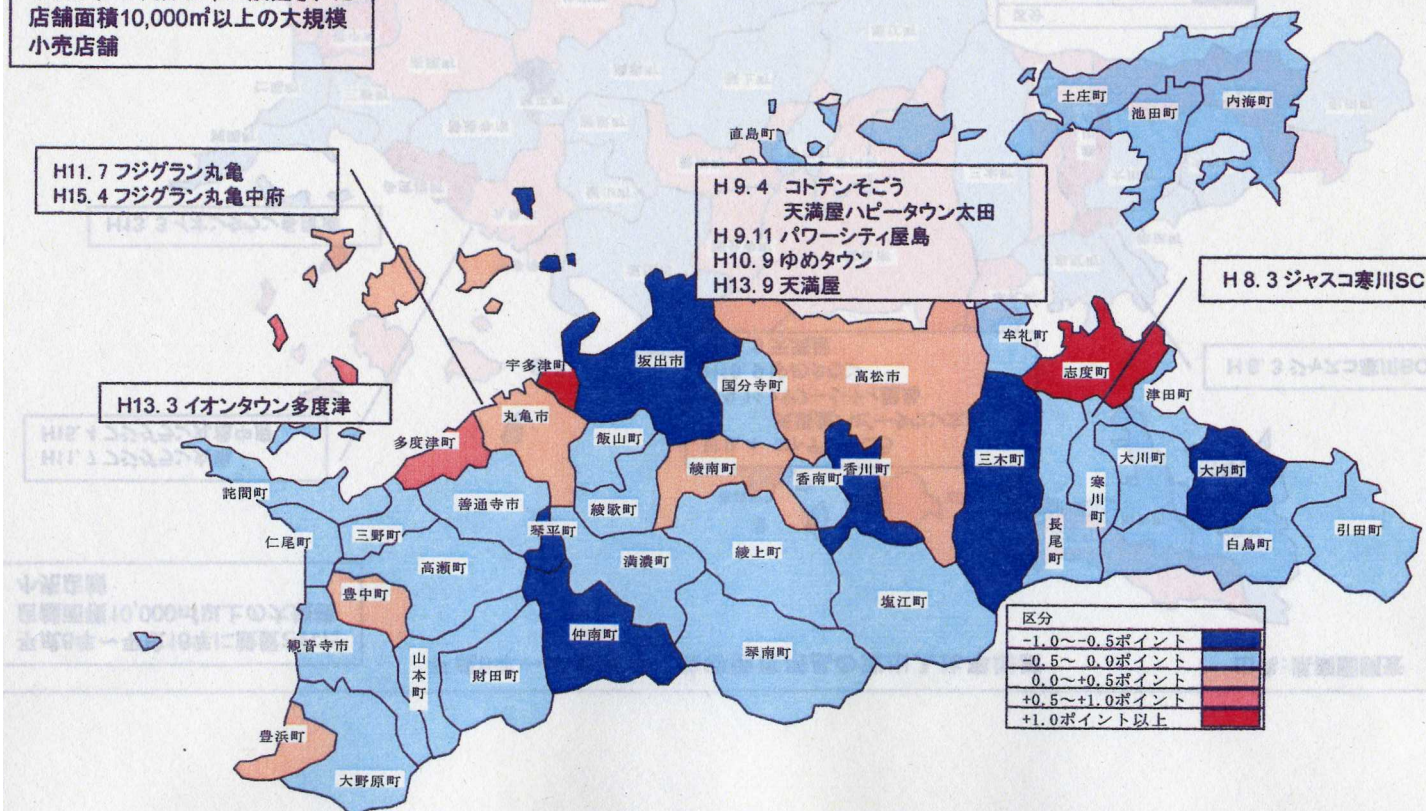 店舗面積10,000㎡以上の大規模
小売店舗
H11. 7 フジグラン丸亀
H15. 4 フジグラン丸亀中府
H 9. 4 コトデンそごう
天満屋ハピータウン太田
H 9.11 パワーシティ屋島
H10. 9 ゆめタウン
H13. 9 天満屋
H 8. 3 ジャスコ寒川SC
H13. 3 イオンタウン多度津
土庄町
池田町
内海町
直島町
牟礼町
宇多津町
坂出市
国分寺町
高松市
志度町
津田町
丸亀市
多度津町
飯山町
綾南町
香南町
香川町
三木町
寒川町
大川町
大内町
詫間町
善通寺市
綾歌町
琴平町
長尾町
白鳥町
引田町
仁尾町
三野町
高瀬町
満濃町
綾上町
塩江町
豊中町
観音寺市
山本町
財田町
仲南町
琴南町
豊浜町
大野原町
区分
-1.0～-0.5ポイント
-0.5～ 0.0ポイント
0.0～+0.5ポイント
+0.5～+1.0ポイント
+1.0ポイント以上